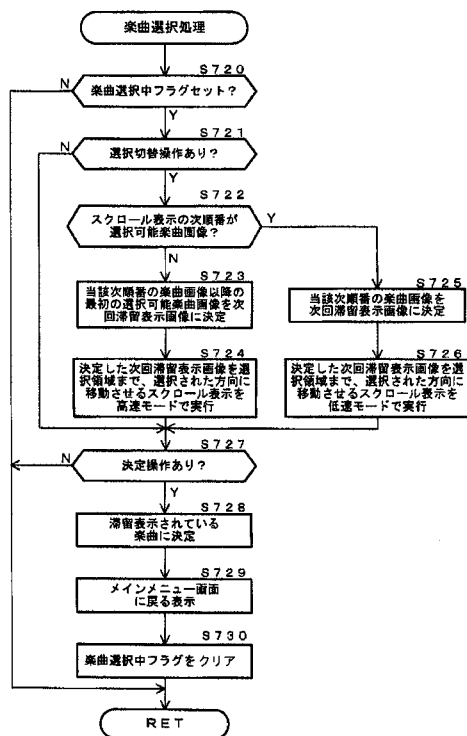 楽曲選択処理
S720
楽曲選択中フラグセット?
N
Y
S721
選択切替操作あり?
N
Y
S722
スクロール表示の次順番が
選択可能楽曲画像?
Y
N
S723
当該次順番の楽曲画像以降の
最初の選択可能楽曲画像を次
回滞留表示画像に決定
S725
当該次順番の楽曲画像を
次回滞留表示画像に決定
S724
決定した次回滞留表示画像を選
択領域まで、選択された方向に
移動させるスクロール表示を
高速モードで実行
S726
決定した次回滞留表示画像を選
択領域まで、選択された方向に
移動させるスクロール表示を
低速モードで実行
S727
決定操作あり?
N
Y
S728
滞留表示されている
楽曲に決定
S729
メインメニュー画面
に戻る表示
S730
楽曲選択中フラグをクリア
RET